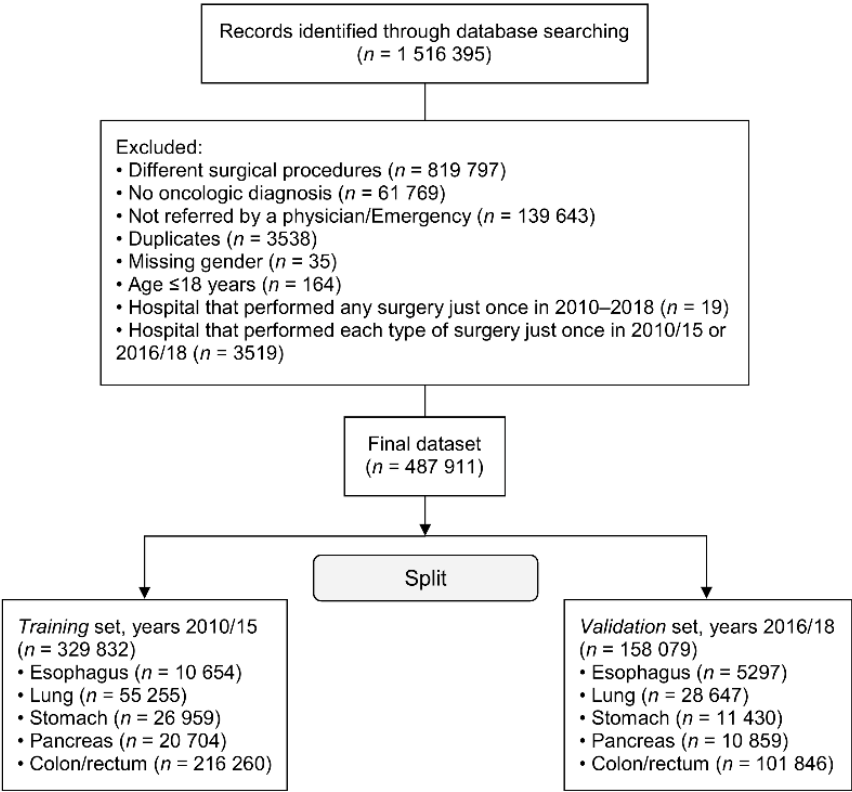 Records identified through database searching
(n = 1 516 395)
Excluded:
• Different surgical procedures (n = 819 797)
• No oncologic diagnosis (n = 61 769)
• Not referred by a physician/Emergency (n = 139 643)
• Duplicates (n = 3538)
• Missing gender (n = 35)
• Age ≤18 years (n = 164)
• Hospital that performed any surgery just once in 2010–2018 (n = 19)
• Hospital that performed each type of surgery just once in 2010/15 or
2016/18 (n = 3519)
Final dataset
(n = 487 911)
Split
Training set, years 2010/15
(n = 329 832)
• Esophagus (n = 10 654)
• Lung (n = 55 255)
• Stomach (n = 26 959)
• Pancreas (n = 20 704)
• Colon/rectum (n = 216 260)
Validation set, years 2016/18
(n = 158 079)
• Esophagus (n = 5297)
• Lung (n = 28 647)
• Stomach (n = 11 430)
• Pancreas (n = 10 859)
• Colon/rectum (n = 101 846)